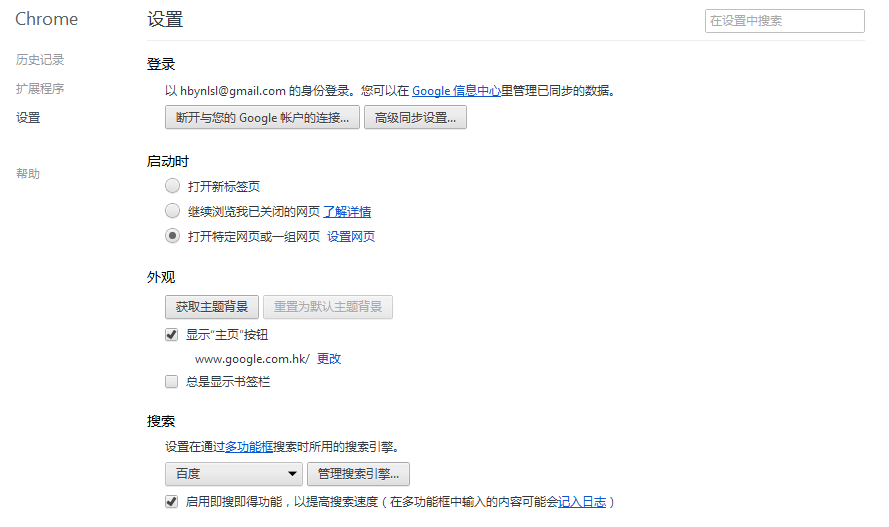 Chrome
设置
在设置中搜索
历史记录
扩展程序
设置
帮助
登录
以 hbynlsl@gmail.com 的身份登录。您可以在 Google 信息中心里管理已同步的数据。
断开与您的 Google 帐户的连接... 高级同步设置...
启动时
打开新标签页
继续浏览我已关闭的网页 了解详情
打开特定网页或一组网页 设置网页
外观
获取主题背景 重置为默认主题背景
显示“主页”按钮
www.google.com.hk/ 更改
总是显示书签栏
搜索
设置在通过多功能框搜索时所用的搜索引擎。
百度 管理搜索引擎...
启用即搜即得功能，以提高搜索速度（在多功能框中输入的内容可能会记入日志）